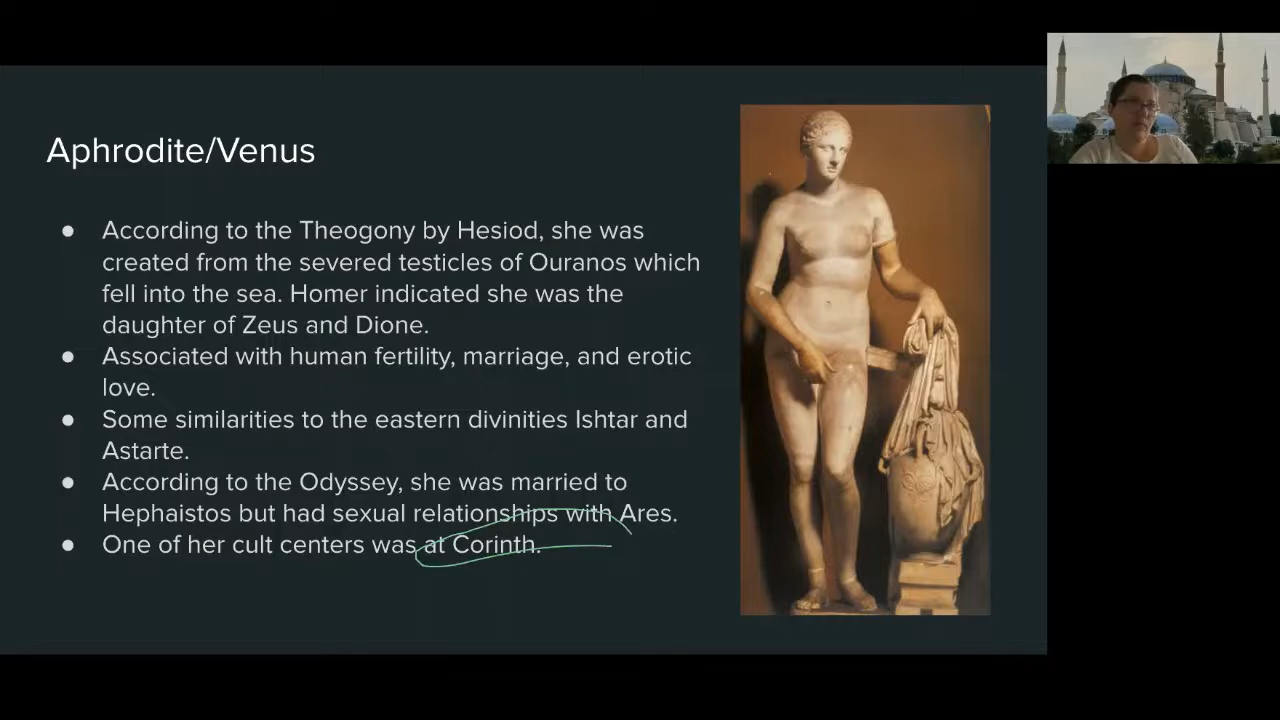 Aphrodite/Venus
● According to the Theogony by Hesiod, she was
created from the severed testicles of Ouranos which
fell into the sea. Homer indicated she was the
daughter of Zeus and Dione.
● Associated with human fertility, marriage, and erotic
love.
● Some similarities to the eastern divinities Ishtar and
Astarte.
● According to the Odyssey, she was married to
Hephaistos but had sexual relationships with Ares.
● One of her cult centers was at Corinth.